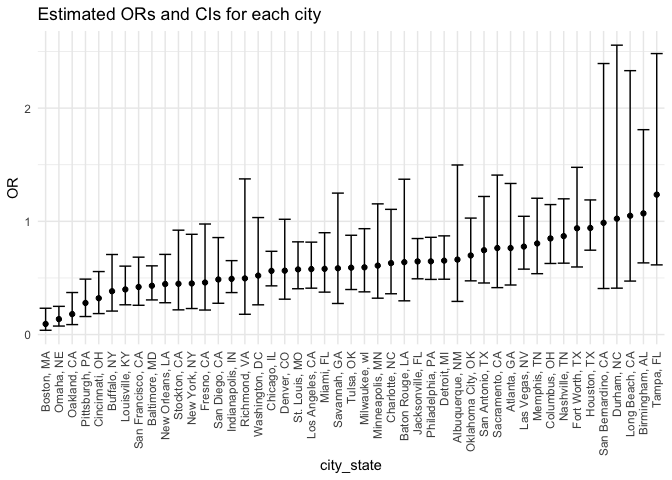 Estimated ORs and CIs for each city
OR
2
1
0
Boston, MA
Omaha, NE
Oakland, CA
Pittsburgh, PA
Cincinnati, OH
Buffalo, NY
Louisville, KY
San Francisco, CA
Baltimore, MD
New Orleans, LA
Stockton, CA
New York, NY
Fresno, CA
San Diego, CA
Indianapolis, IN
Richmond, VA
Washington, DC
Chicago, IL
Denver, CO
St. Louis, MO
Los Angeles, CA
Miami, FL
Savannah, GA
Tulsa, OK
Milwaukee, wI
Minneapolis, MN
Charlotte, NC
Baton Rouge, LA
Jacksonville, FL
Philadelphia, PA
Detroit, MI
Albuquerque, NM
Oklahoma City, OK
San Antonio, TX
Sacramento, CA
Atlanta, GA
Las Vegas, NV
Memphis, TN
Columbus, OH
Nashville, TN
Fort Worth, TX
Houston, TX
San Bernardino, CA
Durham, NC
Long Beach, CA
Birmingham, AL
Tampa, FL
city_state